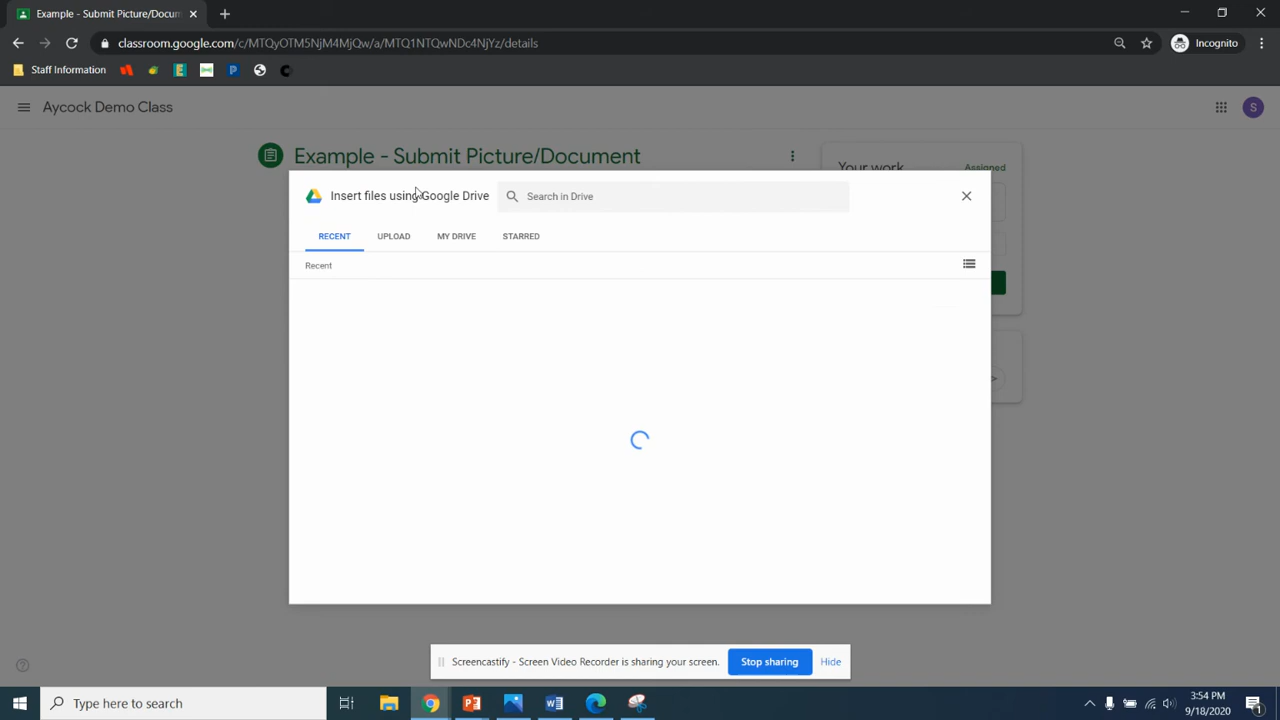 Example - Submit Picture/Docum
classroom.google.com/c/MTQyOTM5NjM4MjQw/a/MTQ1NTQwNDc4NjYz/details
Incognito
Staff Information
Aycock Demo Class
S
Example - Submit Picture/Document
Your work
Assigned
Insert files using Google Drive
Search in Drive
RECENT
UPLOAD
MY DRIVE
STARRED
Recent
Screencastify - Screen Video Recorder is sharing your screen.
Stop sharing
Hide
Type here to search
3:54 PM
9/18/2020